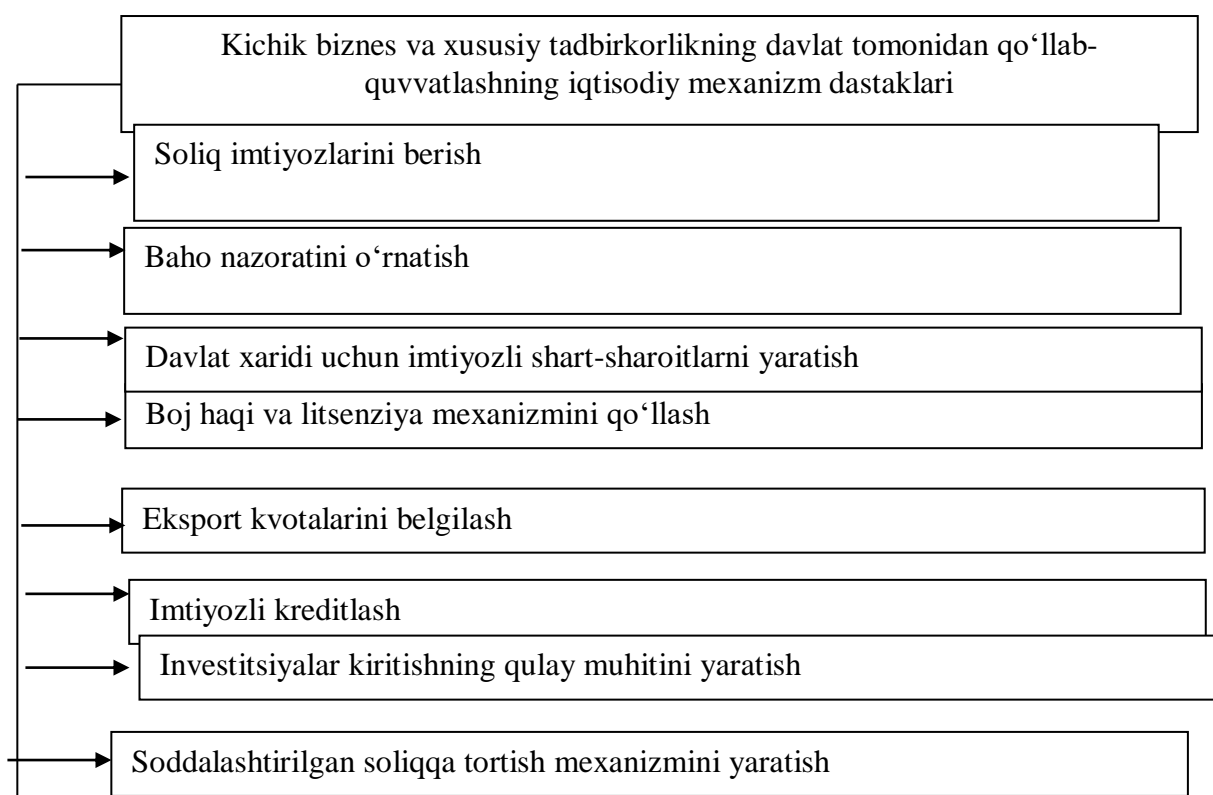 Kichik biznes va xususiy tadbirkorlikning davlat tomonidan qo‘llab-
quvvatlashning iqtisodiy mexanizm dastaklari
Soliq imtiyozlarini berish
Baho nazoratini o‘rnatish
Davlat xaridi uchun imtiyozli shart-sharoitlarni yaratish
Boj haqi va litsenziya mexanizmini qo‘llash
Eksport kvotalarini belgilash
Imtiyozli kreditlash
Investitsiyalar kiritishning qulay muhitini yaratish
Soddalashtirilgan soliqqa tortish mexanizmini yaratish